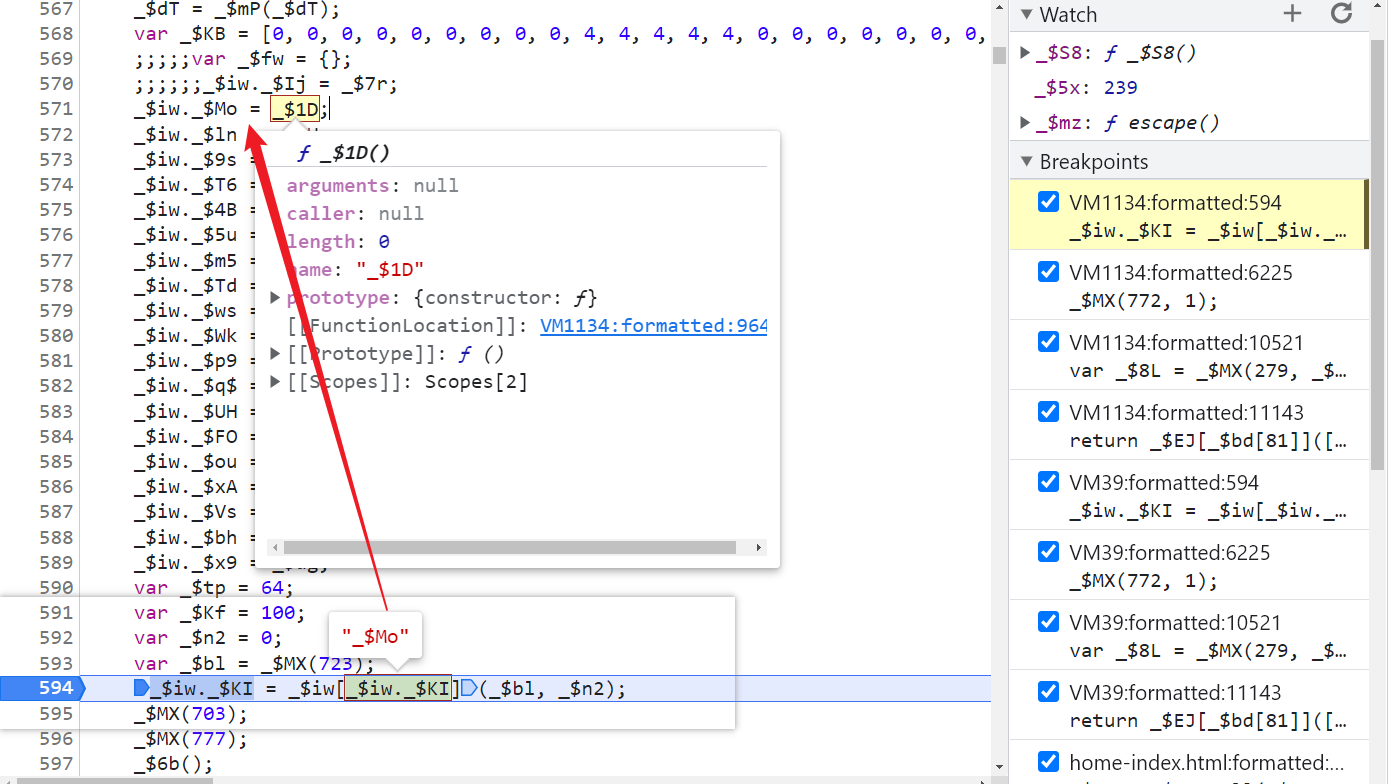 567 _$dT = _$mP(_$dT);
568 var _$KB = [0, 0, 0, 0, 0, 0, 0, 0, 0, 4, 4, 4, 4, 4, 0, 0, 0, 0, 0, 0, 0,
569 ;;;;;var _$fw = {};
570 ;;;;;;_$iw._$Ij = _$7r;
571 _$iw._$Mo = _$1D;
572 _$iw._$ln
573 _$iw._$9s =
574 _$iw._$T6 =
575 _$iw._$4B =
576 _$iw._$5u =
577 _$iw._$m5 =
578 _$iw._$Td =
579 _$iw._$ws =
580 _$iw._$Wk =
581 _$iw._$p9 =
582 _$iw._$q$ =
583 _$iw._$UH =
584 _$iw._$FO =
585 _$iw._$ou =
586 _$iw._$xA =
587 _$iw._$Vs =
588 _$iw._$bh =
589 _$iw._$x9 =
590 var _$tp = 64;
591 var _$Kf = 100;
592 var _$n2 = 0;
593 var _$bl = _$MX(723);
594 _$iw._$KI = _$iw[_$iw._$KI](_$bl, _$n2);
595 _$MX(703);
596 _$MX(777);
597 _$6b();
ƒ _$1D()
arguments: null
caller: null
length: 0
name: "_$1D"
prototype: {constructor: ƒ}
[[FunctionLocation]]: VM1134:formatted:964
[[Prototype]]: ƒ ()
[[Scopes]]: Scopes[2]
"_$Mo"
Watch
_$S8: ƒ _$S8()
_$5x: 239
_$mz: ƒ escape()
Breakpoints
VM1134:formatted:594
_$iw._$KI = _$iw[_$iw._…
VM1134:formatted:6225
_$MX(772, 1);
VM1134:formatted:10521
var _$8L = _$MX(279, _$…
VM1134:formatted:11143
return _$EJ[_$bd[81]]([…
VM39:formatted:594
_$iw._$KI = _$iw[_$iw._…
VM39:formatted:6225
_$MX(772, 1);
VM39:formatted:10521
var _$8L = _$MX(279, _$…
VM39:formatted:11143
return _$EJ[_$bd[81]]([…
home-index.html:formatted:…